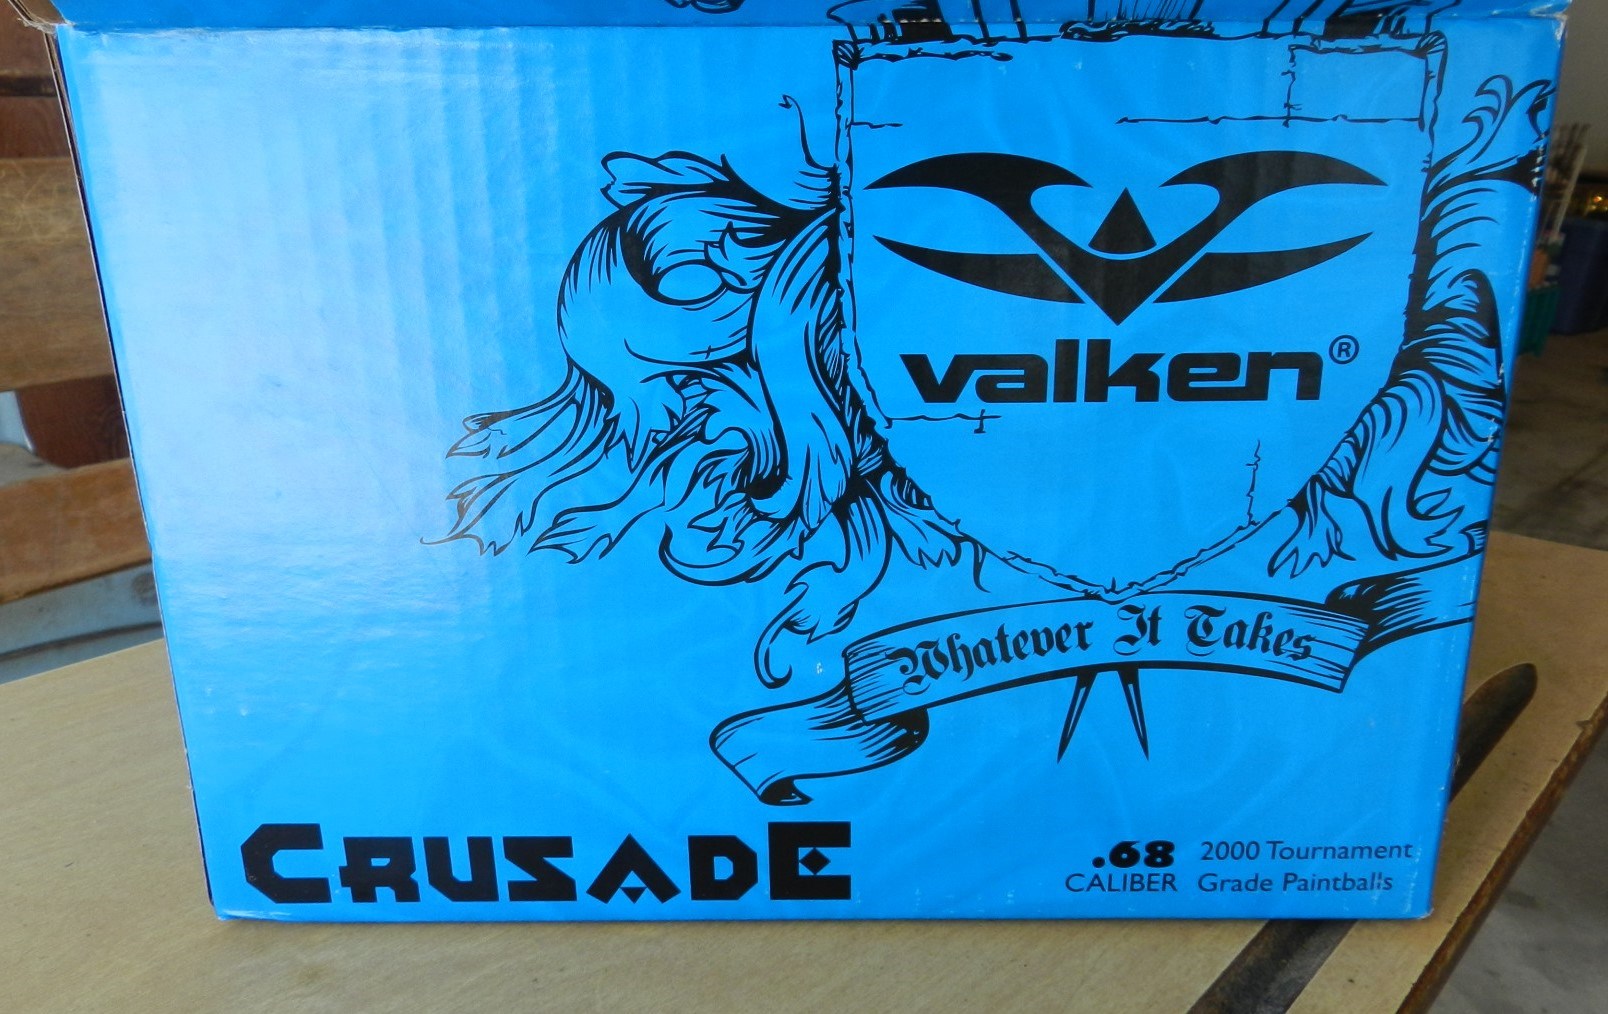 valken®
Whatever It Takes
CRUSADE
.68 2000 Tournament
CALIBER Grade Paintballs